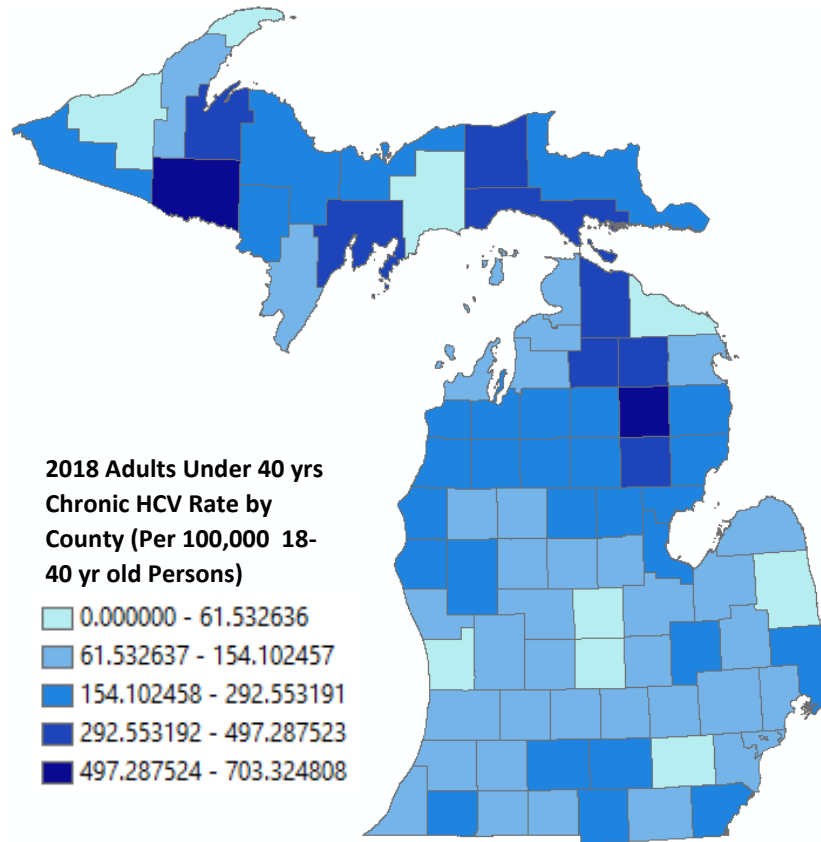 2018 Adults Under 40 yrs
Chronic HCV Rate by
County (Per 100,000 18-
40 yr old Persons)
0.000000 - 61.532636
61.532637 - 154.102457
154.102458 - 292.553191
292.553192 - 497.287523
497.287524 - 703.324808